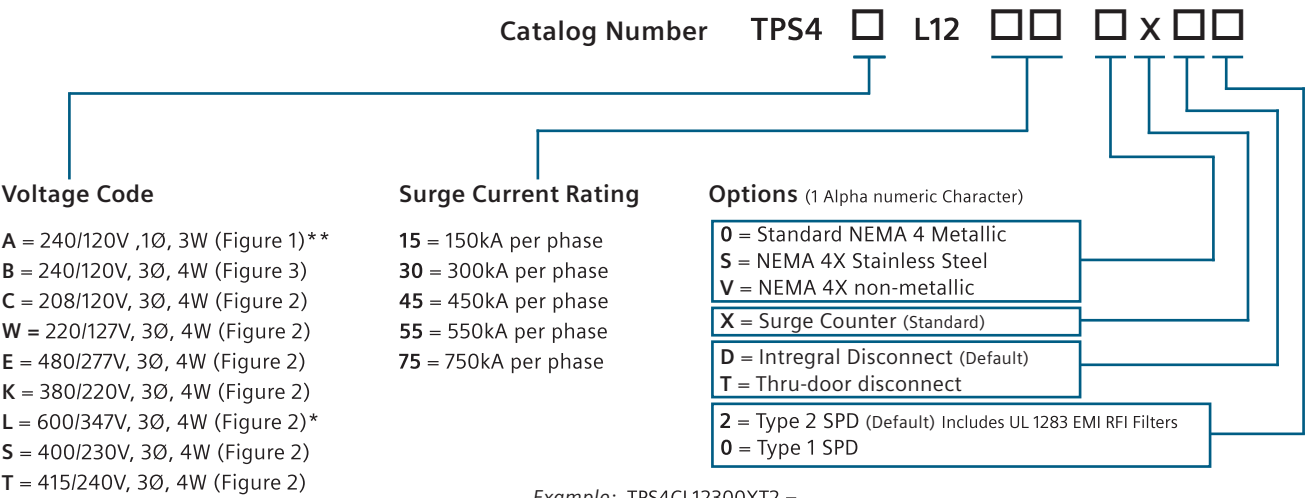 Catalog Number TPS4 □ L12 □□ □ X □□
Voltage Code
A = 240/120V ,1Ø, 3W (Figure 1)**
B = 240/120V, 3Ø, 4W (Figure 3)
C = 208/120V, 3Ø, 4W (Figure 2)
W = 220/127V, 3Ø, 4W (Figure 2)
E = 480/277V, 3Ø, 4W (Figure 2)
K = 380/220V, 3Ø, 4W (Figure 2)
L = 600/347V, 3Ø, 4W (Figure 2)*
S = 400/230V, 3Ø, 4W (Figure 2)
T = 415/240V, 3Ø, 4W (Figure 2)
Surge Current Rating
15 = 150kA per phase
30 = 300kA per phase
45 = 450kA per phase
55 = 550kA per phase
75 = 750kA per phase
Options (1 Alpha numeric Character)
0 = Standard NEMA 4 Metallic
S = NEMA 4X Stainless Steel
V = NEMA 4X non-metallic
X = Surge Counter (Standard)
D = Intregral Disconnect (Default)
T = Thru-door disconnect
2 = Type 2 SPD (Default) Includes UL 1283 EMI RFI Filters
0 = Type 1 SPD
Example: TPS4CL12300XT2 =